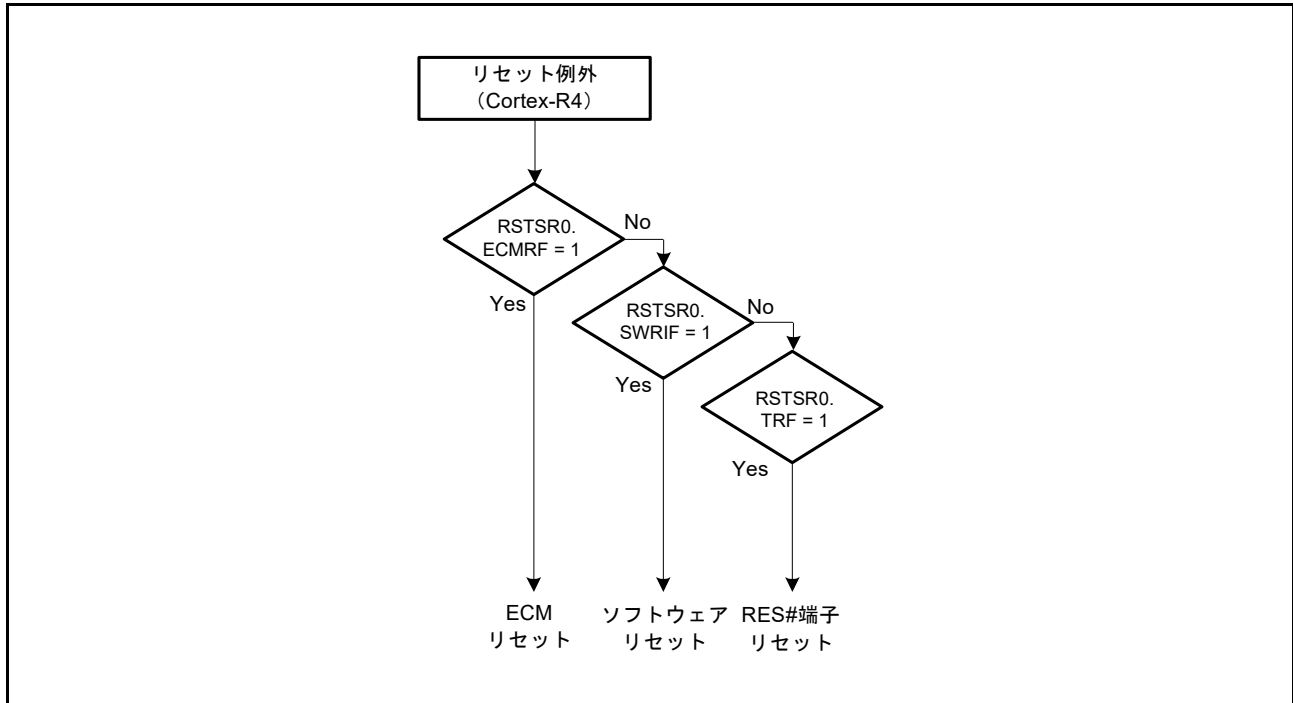 リセット例外
（Cortex-R4）
RSTSR0.
ECMRF = 1
No
Yes
RSTSR0.
SWRIF = 1
No
Yes
RSTSR0.
TRF = 1
Yes
ECM
リセット
ソフトウェア
リセット
RES#端子
リセット